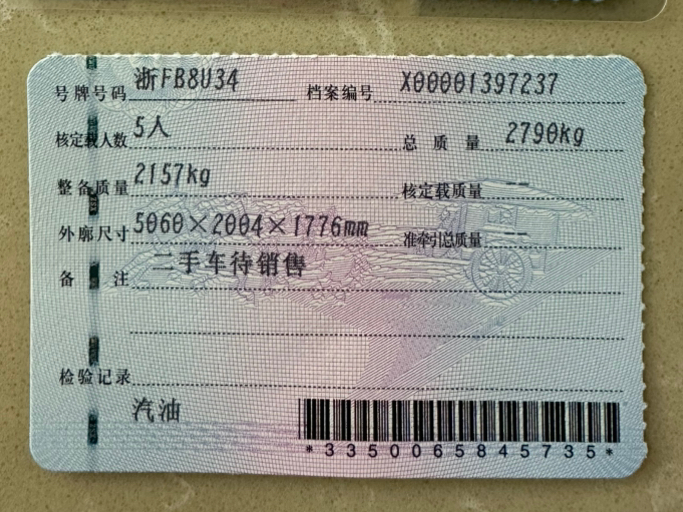 号牌号码 浙FB8U34 档案编号 X00001397237
核定载人数 5人 总质量 2790kg
整备质量 2157kg 核定载质量 --
外廓尺寸 5060×2004×1776mm 准牵引总质量 --
备注 二手车待销售
检验记录
汽油
*3350065845735*